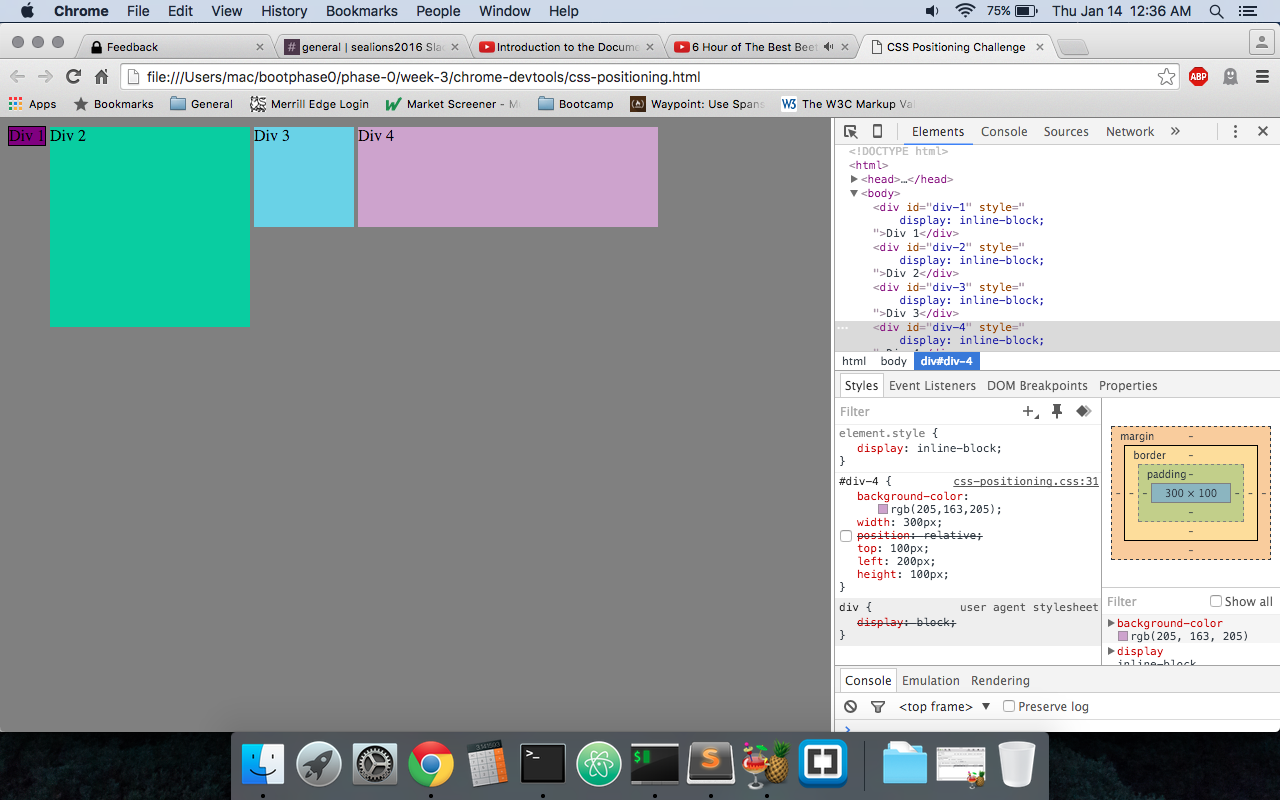 Chrome File Edit View History Bookmarks People Window Help 75% Thu Jan 14 12:36 AM
Feedback general | sealions2016 Sla Introduction to the Docume 6 Hour of The Best Beet CSS Positioning Challenge
file:///Users/mac/bootphase0/phase-0/week-3/chrome-devtools/css-positioning.html ABP
Apps Bookmarks General Merrill Edge Login Market Screener - Bootcamp Waypoint: Use Spans W3 The W3C Markup Val
Div 1 Div 2 Div 3 Div 4
Elements Console Sources Network »
<!DOCTYPE html>
<html>
<head>…</head>
<body>
<div id="div-1" style="
display: inline-block;
">Div 1</div>
<div id="div-2" style="
display: inline-block;
">Div 2</div>
<div id="div-3" style="
display: inline-block;
">Div 3</div>
<div id="div-4" style="
display: inline-block;
html body div#div-4
Styles Event Listeners DOM Breakpoints Properties
Filter
element.style {
display: inline-block;
}
#div-4 { css-positioning.css:31
background-color:
rgb(205,163,205);
width: 300px;
position: relative;
top: 100px;
left: 200px;
height: 100px;
}
div { user agent stylesheet
display: block;
}
margin -
border -
padding -
- - - 300 × 100 - - -
-
-
-
Filter Show all
background-color
rgb(205, 163, 205)
display
inline-block
Console Emulation Rendering
<top frame> ▼ Preserve log
>